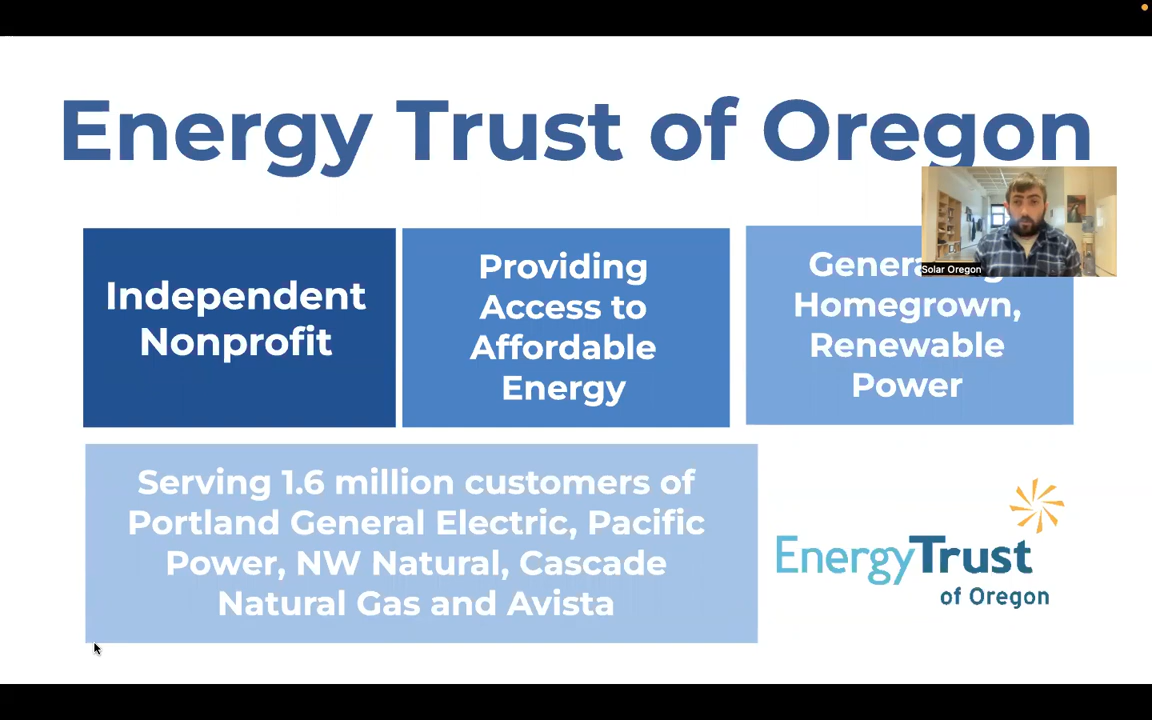 Energy Trust of Oregon
Independent
Nonprofit
Providing
Access to
Affordable
Energy
Homegrown,
Renewable
Power
Solar Oregon
Serving 1.6 million customers of
Portland General Electric, Pacific
Power, NW Natural, Cascade
Natural Gas and Avista
EnergyTrust
of Oregon